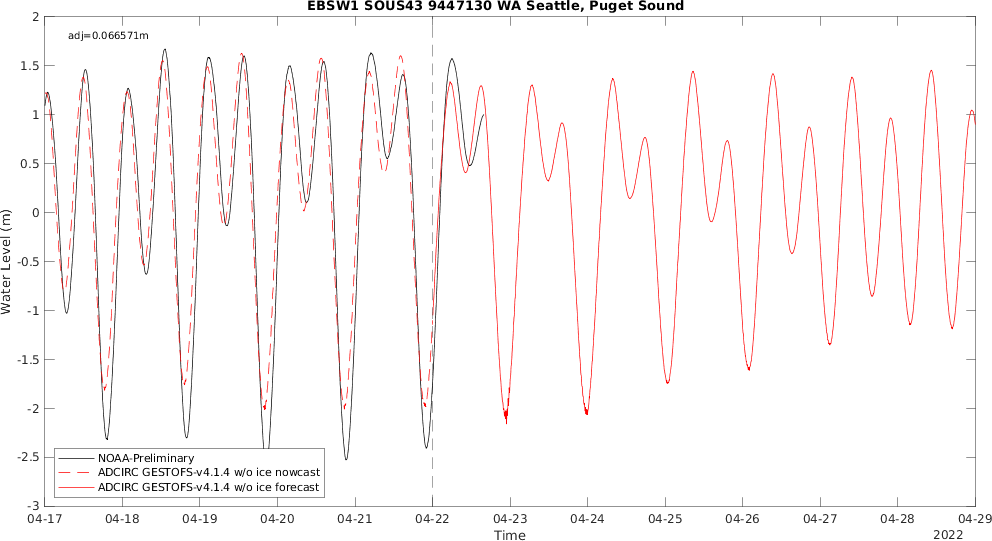 EBSW1 SOUS43 9447130 WA Seattle, Puget Sound
adj=0.066571m
Water Level (m)
2
1.5
1
0.5
0
-0.5
-1
-1.5
-2
-2.5
-3
NOAA-Preliminary
ADCIRC GESTOFS-v4.1.4 w/o ice nowcast
ADCIRC GESTOFS-v4.1.4 w/o ice forecast
04-17 04-18 04-19 04-20 04-21 04-22 04-23 04-24 04-25 04-26 04-27 04-28 04-29
Time
2022